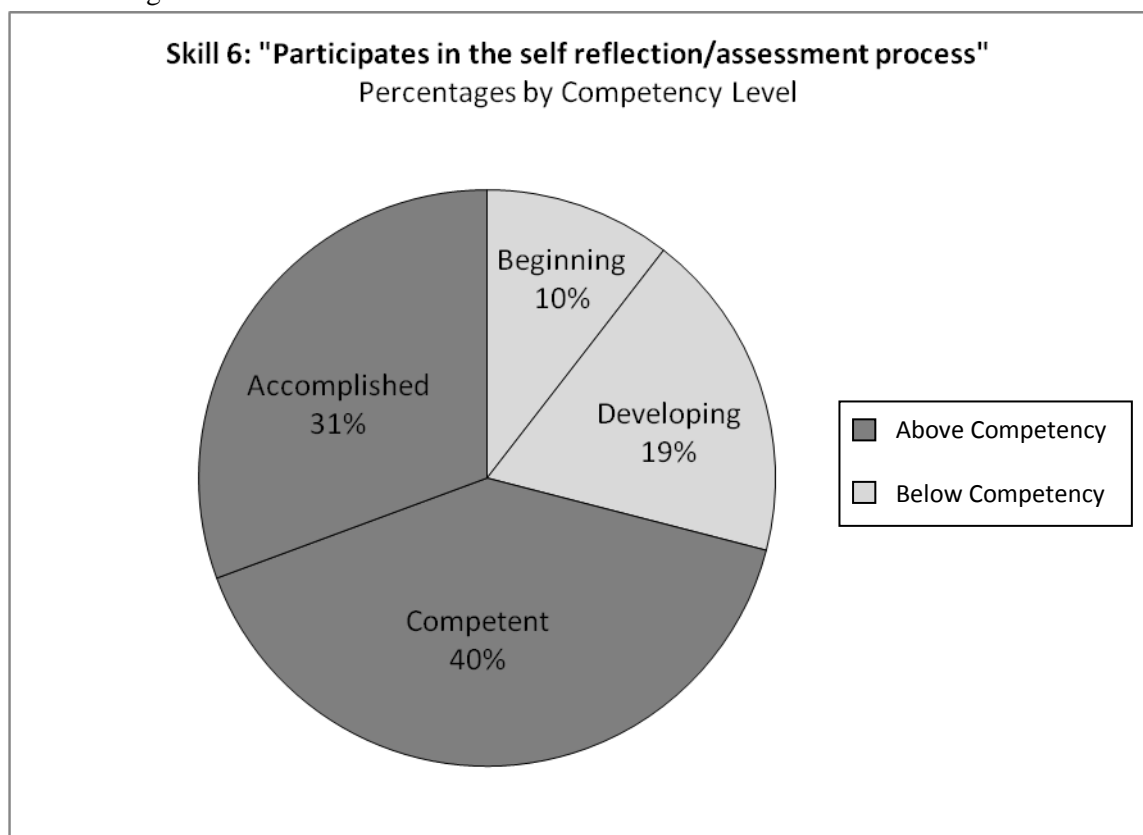 Skill 6: "Participates in the self reflection/assessment process"
Percentages by Competency Level
Beginning
10%
Accomplished
31%
Developing
19%
Above Competency
Below Competency
Competent
40%